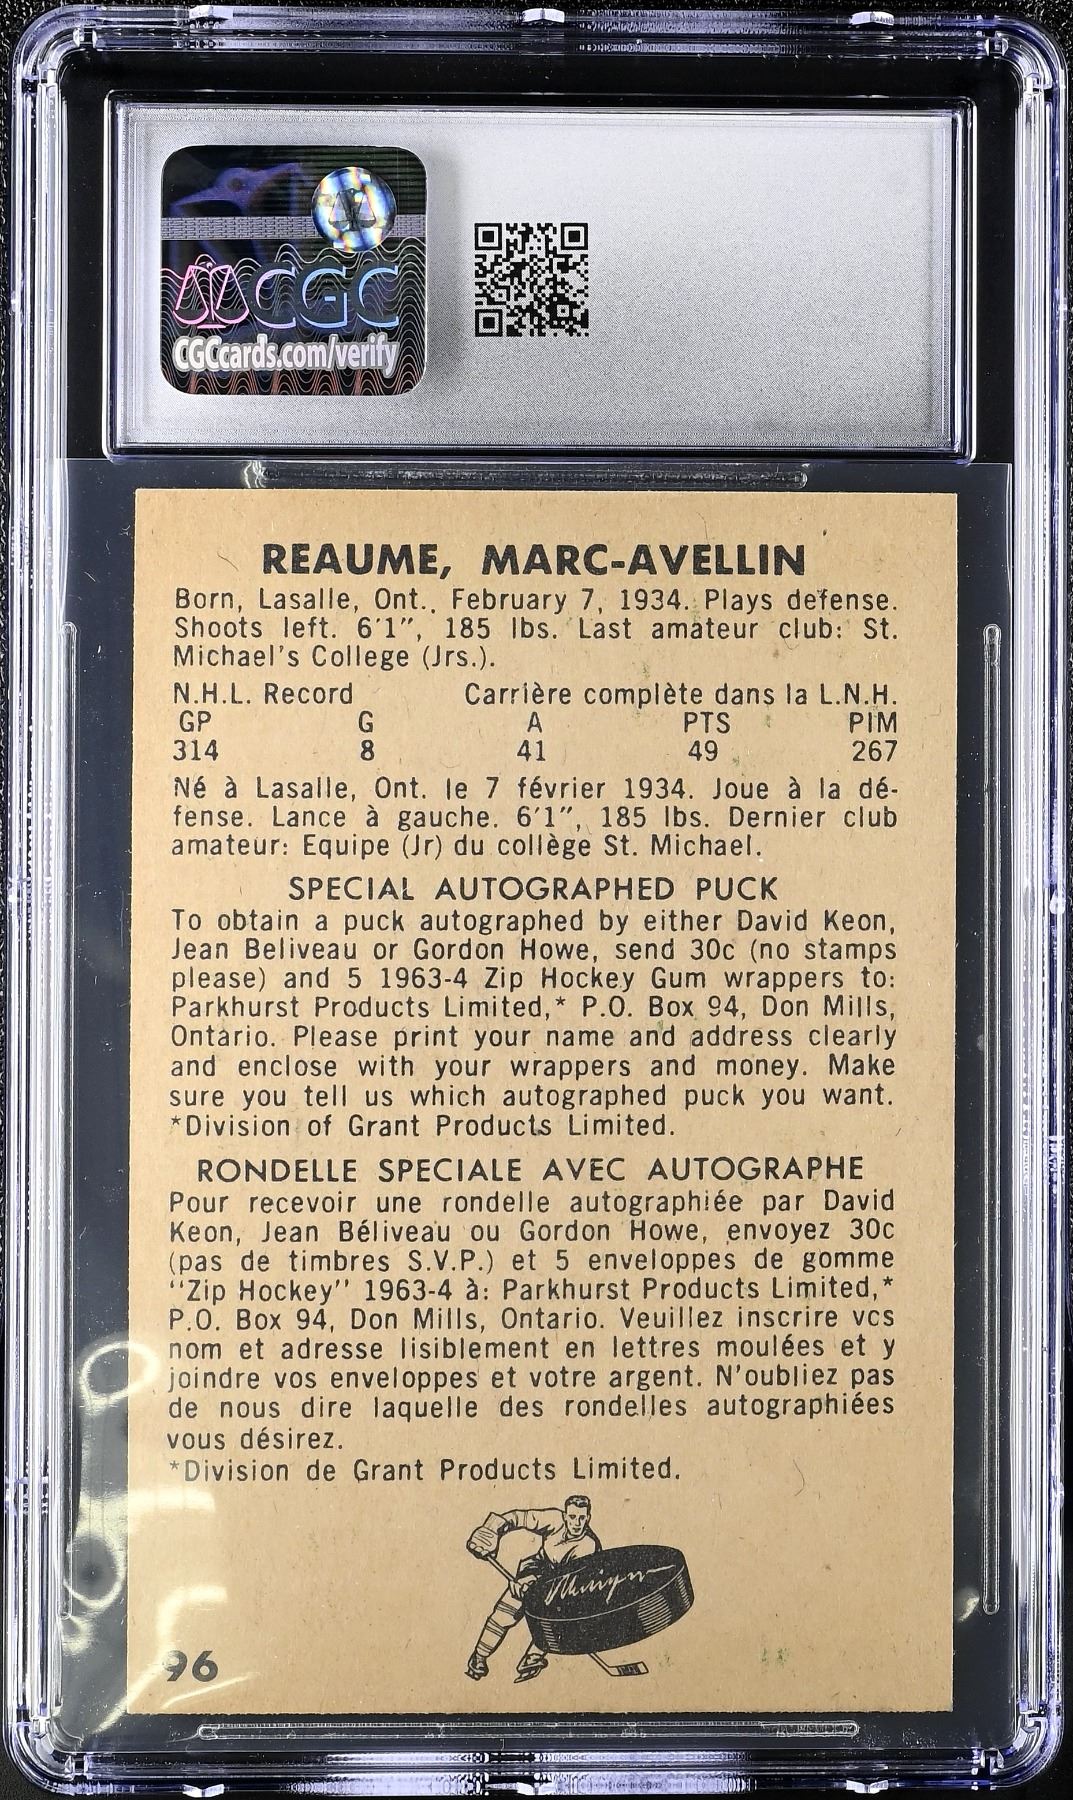 CGC
CGCcards.com/verify
REAUME, MARC-AVELLIN
Born, Lasalle, Ont., February 7, 1934. Plays defense.
Shoots left. 6'1", 185 lbs. Last amateur club: St.
Michael's College (Jrs.).
N.H.L. Record Carrière complète dans la L.N.H.
GP G A PTS PIM
314 8 41 49 267
Né à Lasalle, Ont. le 7 février 1934. Joue à la dé-
fense. Lance à gauche. 6'1", 185 lbs. Dernier club
amateur: Equipe (Jr) du collège St. Michael.
SPECIAL AUTOGRAPHED PUCK
To obtain a puck autographed by either David Keon,
Jean Beliveau or Gordon Howe, send 30c (no stamps
please) and 5 1963-4 Zip Hockey Gum wrappers to:
Parkhurst Products Limited,* P.O. Box 94, Don Mills,
Ontario. Please print your name and address clearly
and enclose with your wrappers and money. Make
sure you tell us which autographed puck you want.
*Division of Grant Products Limited.
RONDELLE SPECIALE AVEC AUTOGRAPHE
Pour recevoir une rondelle autographiée par David
Keon, Jean Béliveau ou Gordon Howe, envoyez 30c
(pas de timbres S.V.P.) et 5 enveloppes de gomme
"Zip Hockey" 1963-4 à: Parkhurst Products Limited,*
P.O. Box 94, Don Mills, Ontario. Veuillez inscrire vcs
nom et adresse lisiblement en lettres moulées et y
joindre vos enveloppes et votre argent. N'oubliez pas
de nous dire laquelle des rondelles autographiées
vous désirez.
*Division de Grant Products Limited.
96